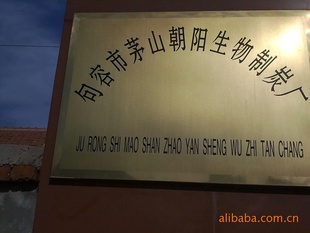 句容市茅山朝阳生物制炭厂
JU RONG SHI MAO SHAN ZHAO YAN SHENG WU ZHI TAN CHANG
alibaba.com.cn